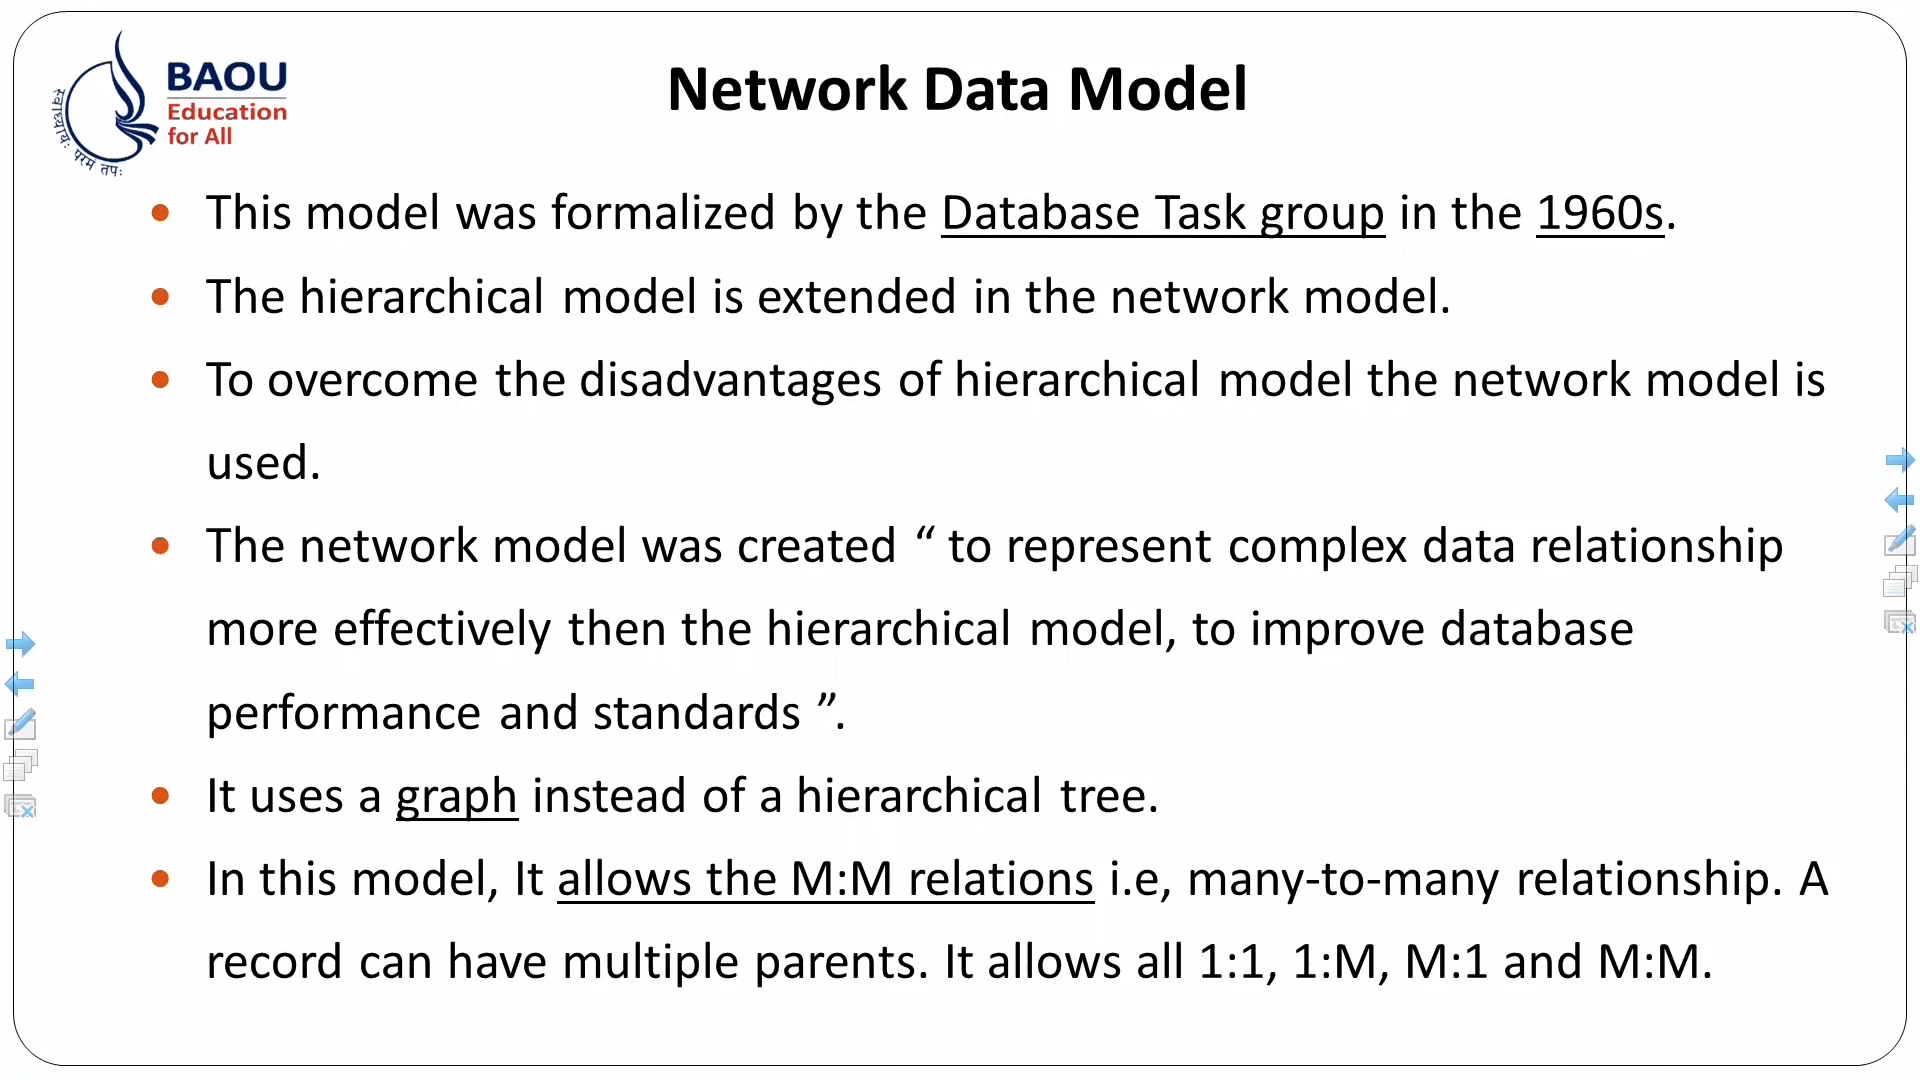 स्वाध्यायः परमं तपः
BAOU
Education
for All
Network Data Model
• This model was formalized by the Database Task group in the 1960s.
• The hierarchical model is extended in the network model.
• To overcome the disadvantages of hierarchical model the network model is
used.
• The network model was created “ to represent complex data relationship
more effectively then the hierarchical model, to improve database
performance and standards ”.
• It uses a graph instead of a hierarchical tree.
• In this model, It allows the M:M relations i.e, many-to-many relationship. A
record can have multiple parents. It allows all 1:1, 1:M, M:1 and M:M.